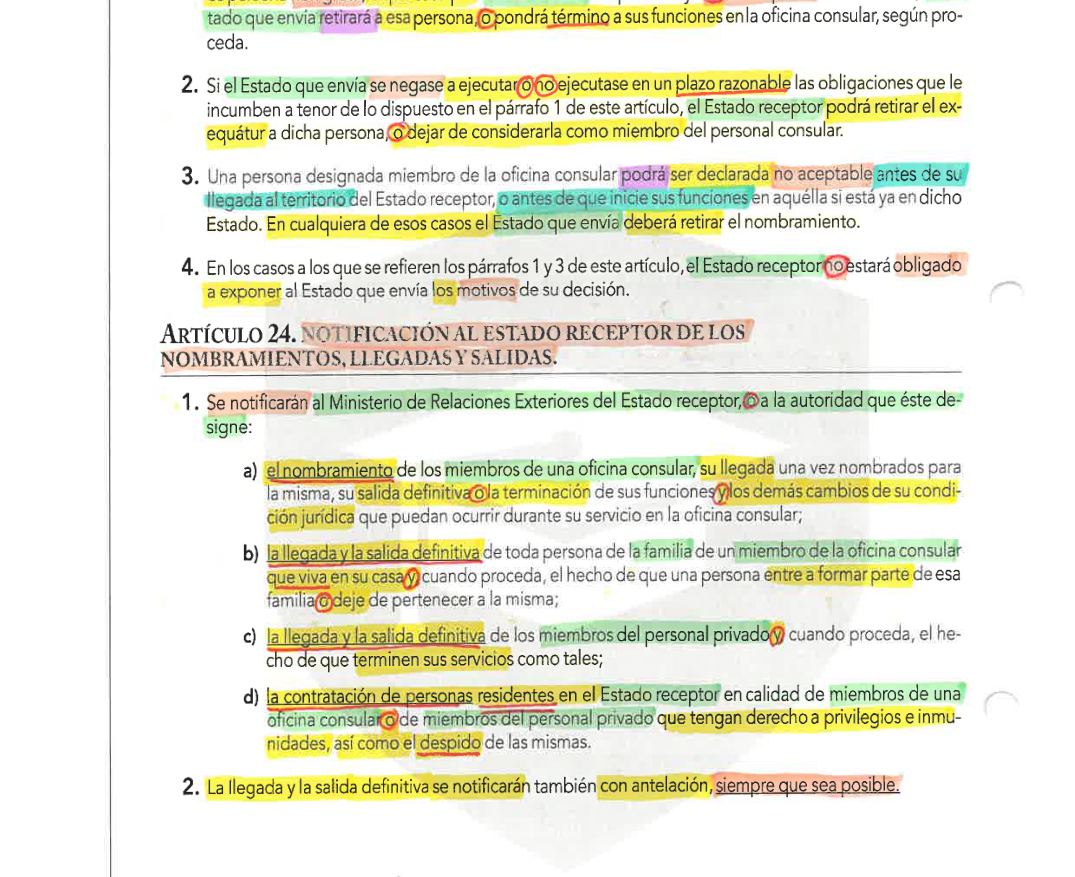 tado que envía retirará a esa persona, o pondrá término a sus funciones en la oficina consular, según pro-
ceda.
2. Si el Estado que envía se negase a ejecutar o no ejecutase en un plazo razonable las obligaciones que le
incumben a tenor de lo dispuesto en el párrafo 1 de este artículo, el Estado receptor podrá retirar el ex-
equátur a dicha persona, o dejar de considerarla como miembro del personal consular.
3. Una persona designada miembro de la oficina consular podrá ser declarada no aceptable antes de su
llegada al territorio del Estado receptor, o antes de que inicie sus funciones en aquélla si está ya en dicho
Estado. En cualquiera de esos casos el Estado que envía deberá retirar el nombramiento.
4. En los casos a los que se refieren los párrafos 1 y 3 de este artículo, el Estado receptor no estará obligado
a exponer al Estado que envía los motivos de su decisión.
ARTÍCULO 24. NOTIFICACIÓN AL ESTADO RECEPTOR DE LOS
NOMBRAMIENTOS, LLEGADAS Y SALIDAS.
1. Se notificarán al Ministerio de Relaciones Exteriores del Estado receptor, o a la autoridad que éste de-
signe:
a) el nombramiento de los miembros de una oficina consular, su llegada una vez nombrados para
la misma, su salida definitiva o la terminación de sus funciones y los demás cambios de su condi-
ción jurídica que puedan ocurrir durante su servicio en la oficina consular;
b) la llegada y la salida definitiva de toda persona de la familia de un miembro de la oficina consular
que viva en su casa y cuando proceda, el hecho de que una persona entre a formar parte de esa
familia o deje de pertenecer a la misma;
c) la llegada y la salida definitiva de los miembros del personal privado y cuando proceda, el he-
cho de que terminen sus servicios como tales;
d) la contratación de personas residentes en el Estado receptor en calidad de miembros de una
oficina consular o de miembros del personal privado que tengan derecho a privilegios e inmu-
nidades, así como el despido de las mismas.
2. La llegada y la salida definitiva se notificarán también con antelación, siempre que sea posible.